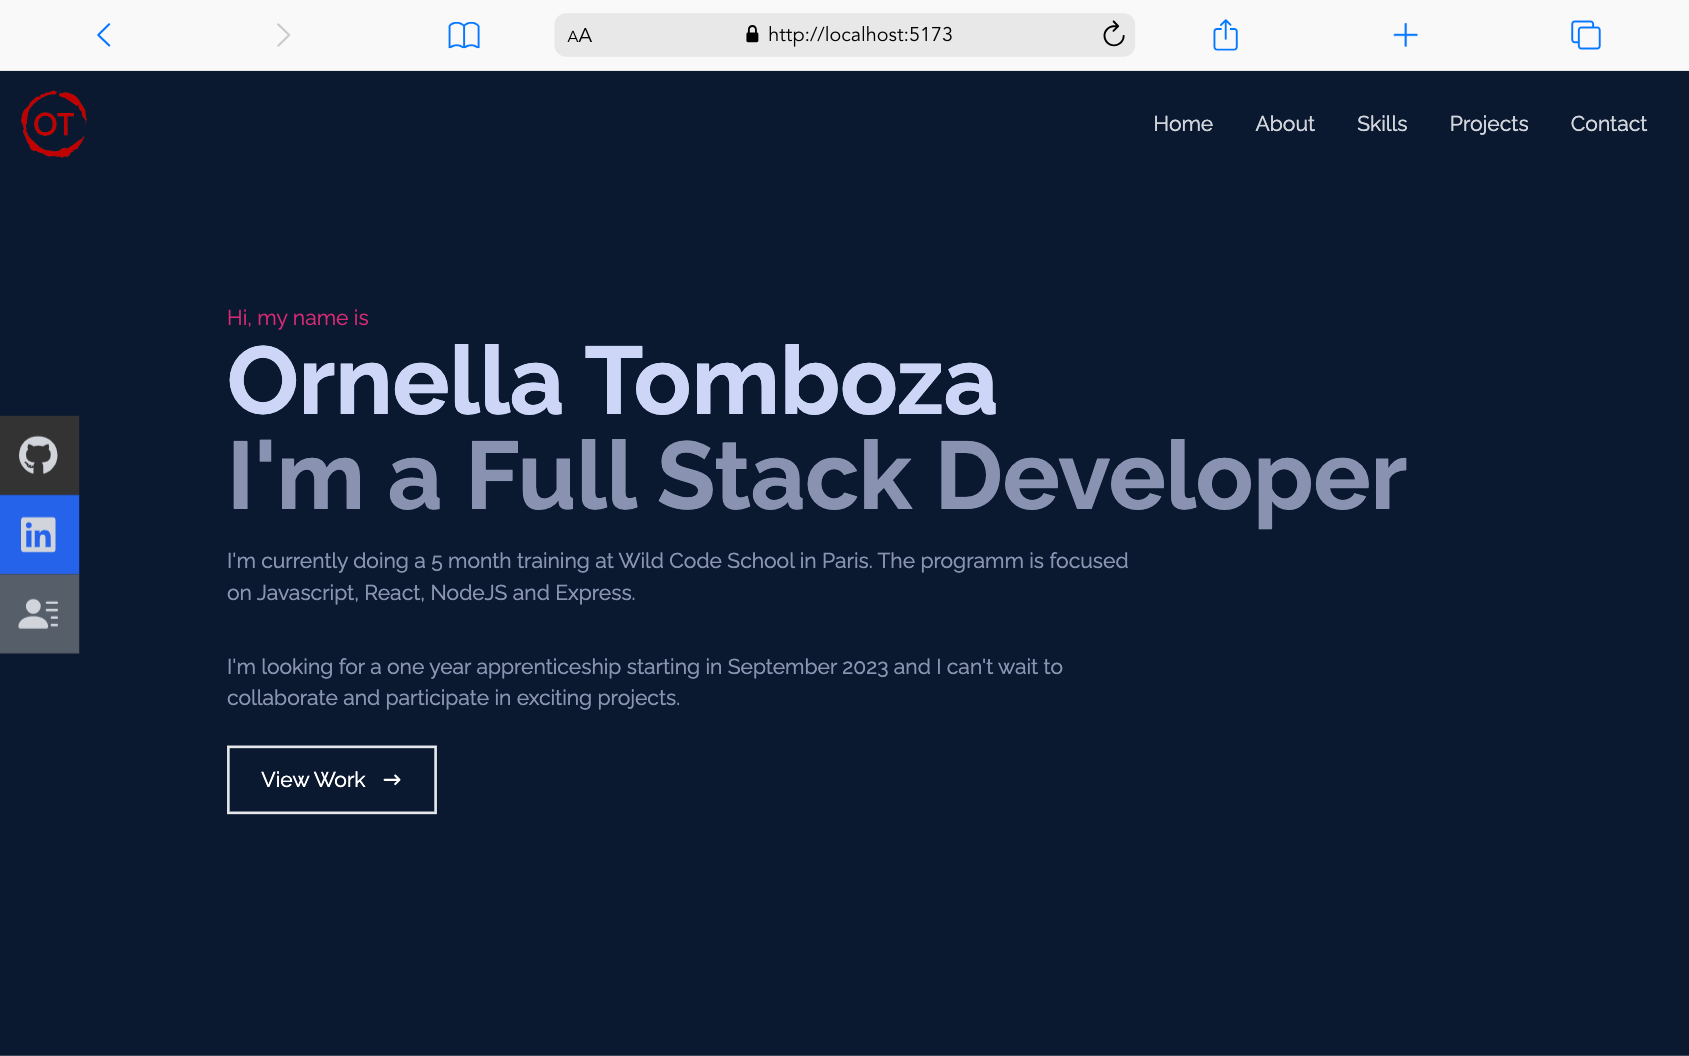 AA http://localhost:5173
OT
Home About Skills Projects Contact
Hi, my name is
Ornella Tomboza
I'm a Full Stack Developer
in
I'm currently doing a 5 month training at Wild Code School in Paris. The programm is focused
on Javascript, React, NodeJS and Express.
I'm looking for a one year apprenticeship starting in September 2023 and I can't wait to
collaborate and participate in exciting projects.
View Work →